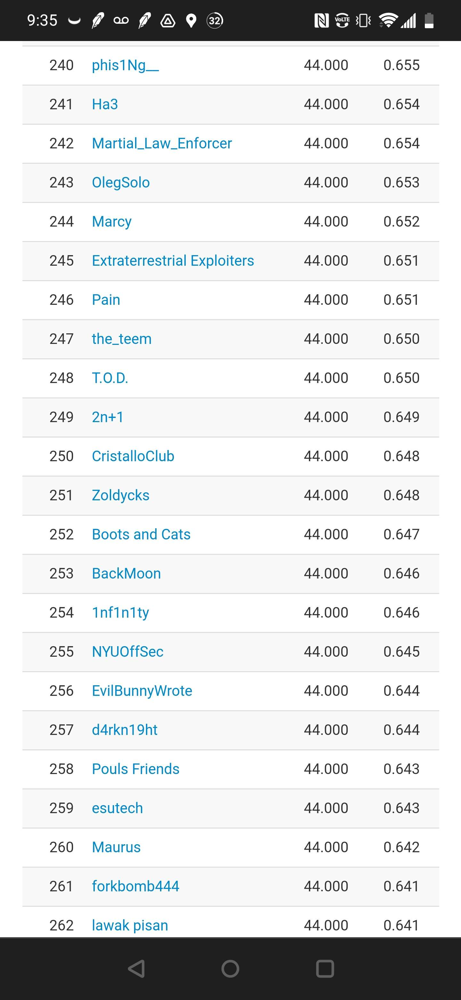 9:35 32 VoLTE
240 phis1Ng__ 44.000 0.655
241 Ha3 44.000 0.654
242 Martial_Law_Enforcer 44.000 0.654
243 OlegSolo 44.000 0.653
244 Marcy 44.000 0.652
245 Extraterrestrial Exploiters 44.000 0.651
246 Pain 44.000 0.651
247 the_teem 44.000 0.650
248 T.O.D. 44.000 0.650
249 2n+1 44.000 0.649
250 CristalloClub 44.000 0.648
251 Zoldycks 44.000 0.648
252 Boots and Cats 44.000 0.647
253 BackMoon 44.000 0.646
254 1nf1n1ty 44.000 0.646
255 NYUOffSec 44.000 0.645
256 EvilBunnyWrote 44.000 0.644
257 d4rkn19ht 44.000 0.644
258 Pouls Friends 44.000 0.643
259 esutech 44.000 0.643
260 Maurus 44.000 0.642
261 forkbomb444 44.000 0.641
262 lawak pisan 44.000 0.641